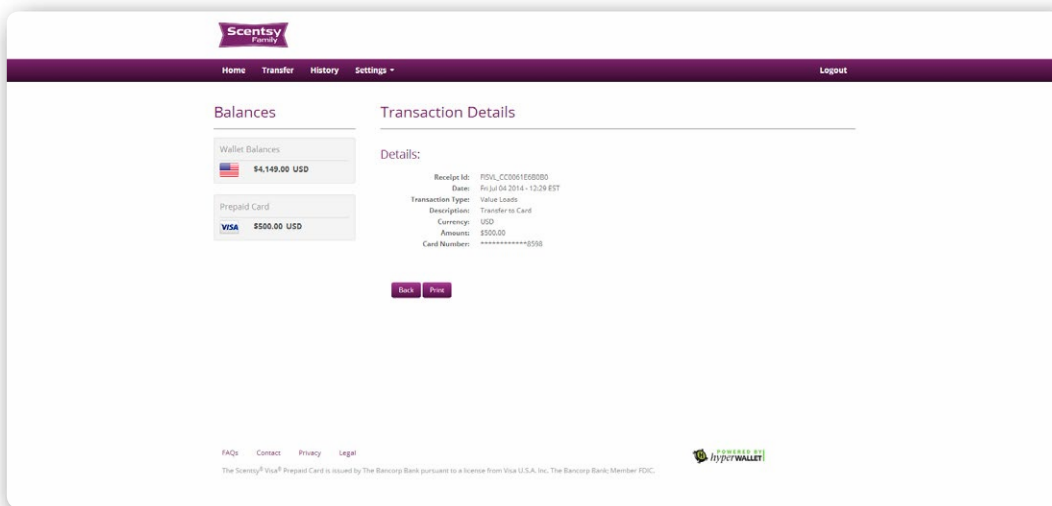 Scentsy
Family
Home Transfer History Settings Logout
Balances
Wallet Balances
$4,149.00 USD
Prepaid Card
VISA $500.00 USD
Transaction Details
Details:
Receipt Id: FISVL_CC0061E6B0B0
Date: Fri Jul 04 2014 - 12:29 EST
Transaction Type: Value Loads
Description: Transfer to Card
Currency: USD
Amount: $500.00
Card Number: ************8598
Back Print
FAQs Contact Privacy Legal
POWERED BY
hyperWALLET
The Scentsy® Visa® Prepaid Card is issued by The Bancorp Bank pursuant to a license from Visa U.S.A. Inc. The Bancorp Bank; Member FDIC.